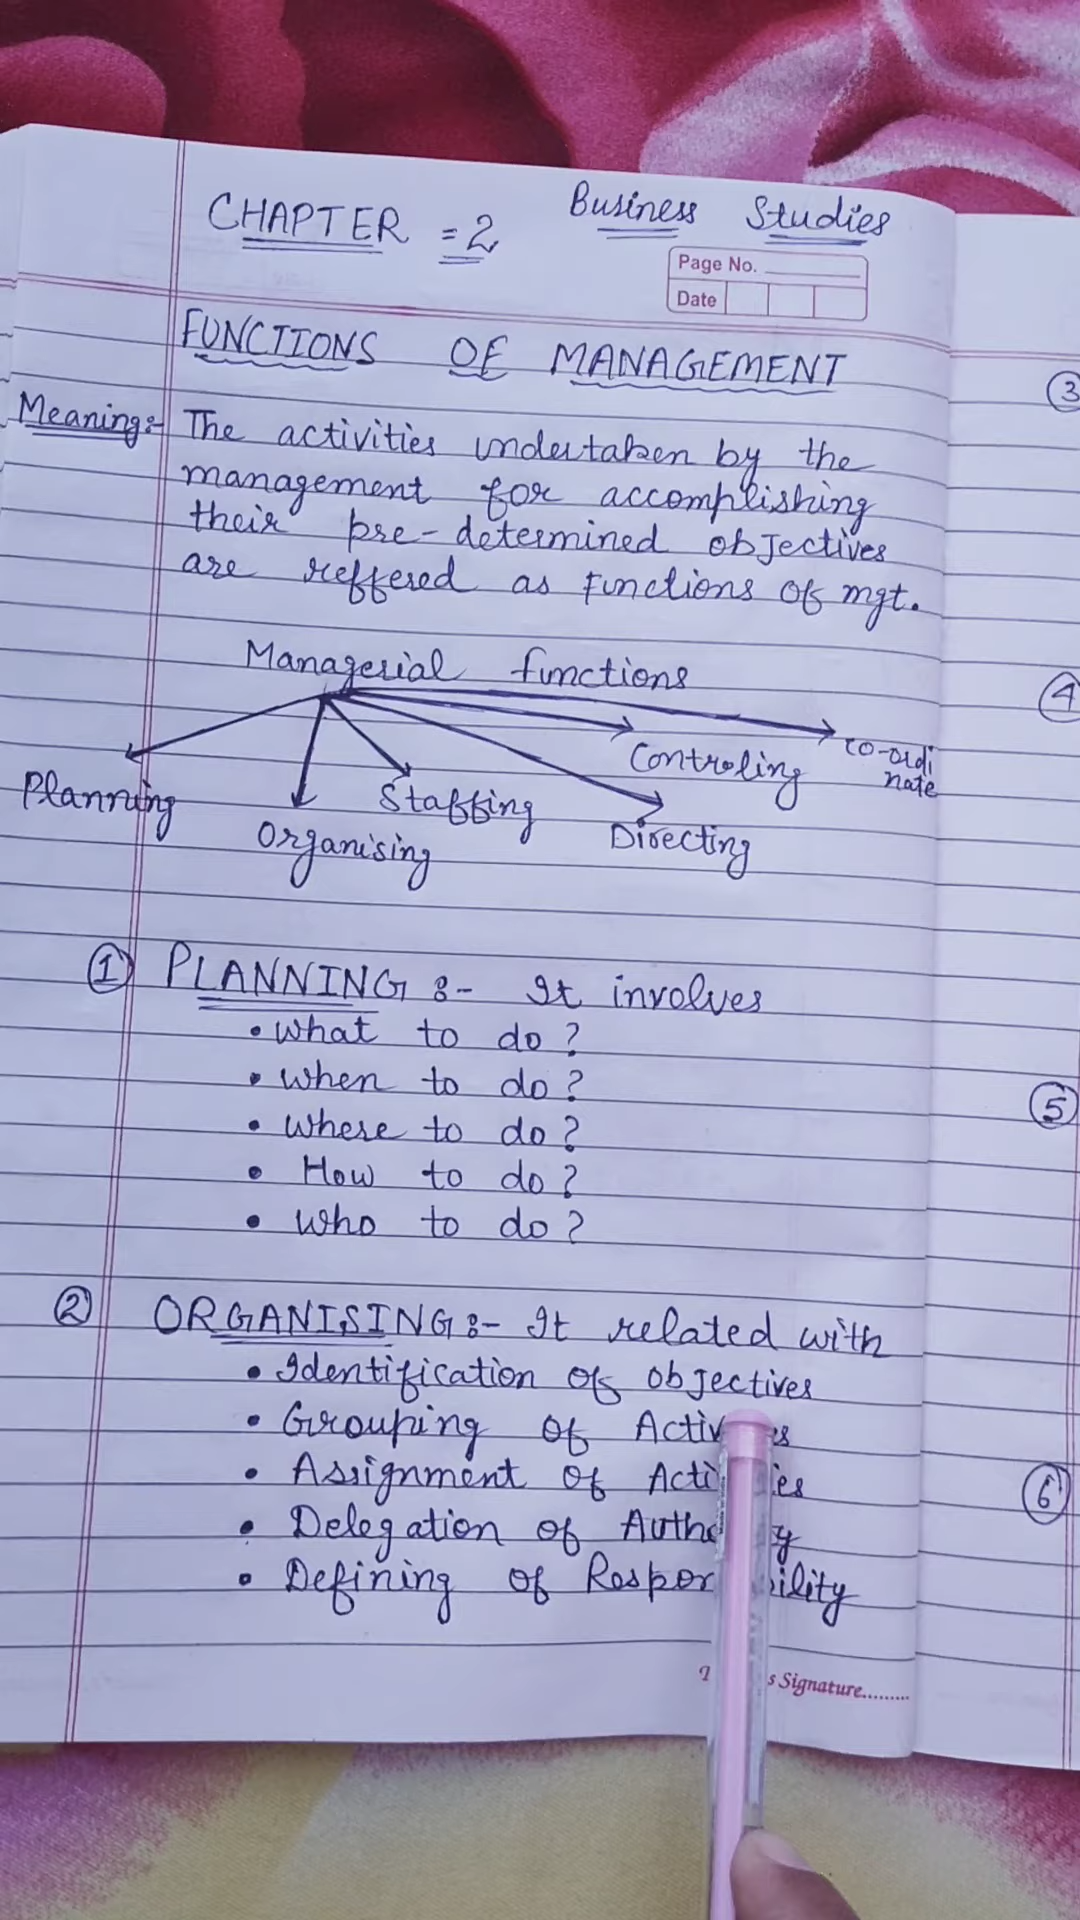 CHAPTER = 2 Business Studies
Page No.
Date
FUNCTIONS OF MANAGEMENT
Meaning:- The activities undertaken by the
management for accomplishing
their pre-determined objectives
are reffered as functions of mgt.
Managerial functions
Planning
Organising
Staffing
Directing
Controling
co-ordi
nate
① PLANNING :- It involves
• What to do ?
• When to do ?
• Where to do ?
• How to do ?
• Who to do ?
② ORGANISING :- It related with
• Identification of objectives
• Grouping of
• Assignment of
• Delegation of
• Defining of
Signature.........
③
④
⑤
⑥